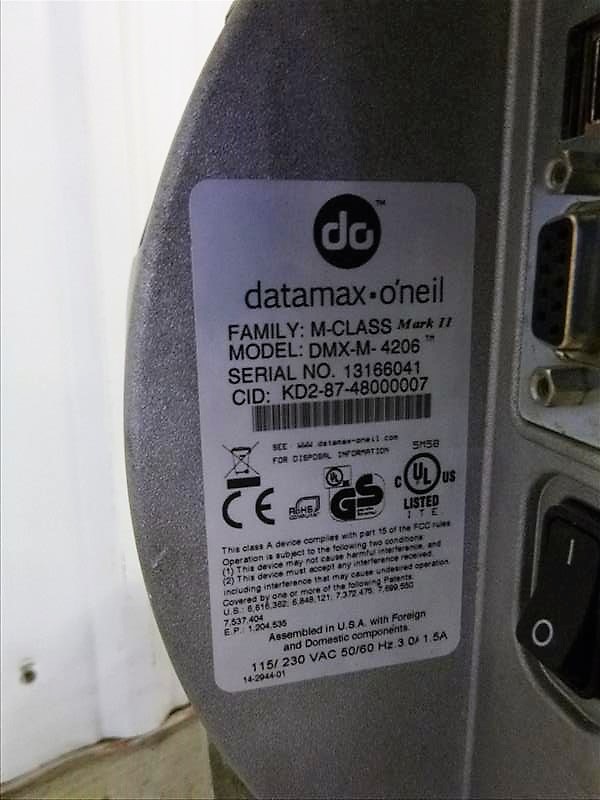 do™
datamax•o'neil
FAMILY: M-CLASS Mark II
MODEL: DMX-M-4206™
SERIAL NO. 13166041
CID: KD2-87-48000007
SEE WWW.datamax-oneil.com
FOR DISPOSAL INFORMATION
5M58
C UL US
LISTED
I T E
CE
RoHS
UL
GS
This class A device complies with part 15 of the FCC rules
Operation is subject to the following two conditions
(1) This device may not cause harmful interference, and
(2) This device must accept any interference received,
including interference that may cause undesired operation.
Covered by one or more of the following Patents:
U.S.: 6,616,362; 6,848,121; 7,372,475; 7,699,550
7,537,404
E.P.: 1,204,535
Assembled in U.S.A. with Foreign
and Domestic components.
115/ 230 VAC 50/60 Hz 3.0/ 1.5A
14-2944-01